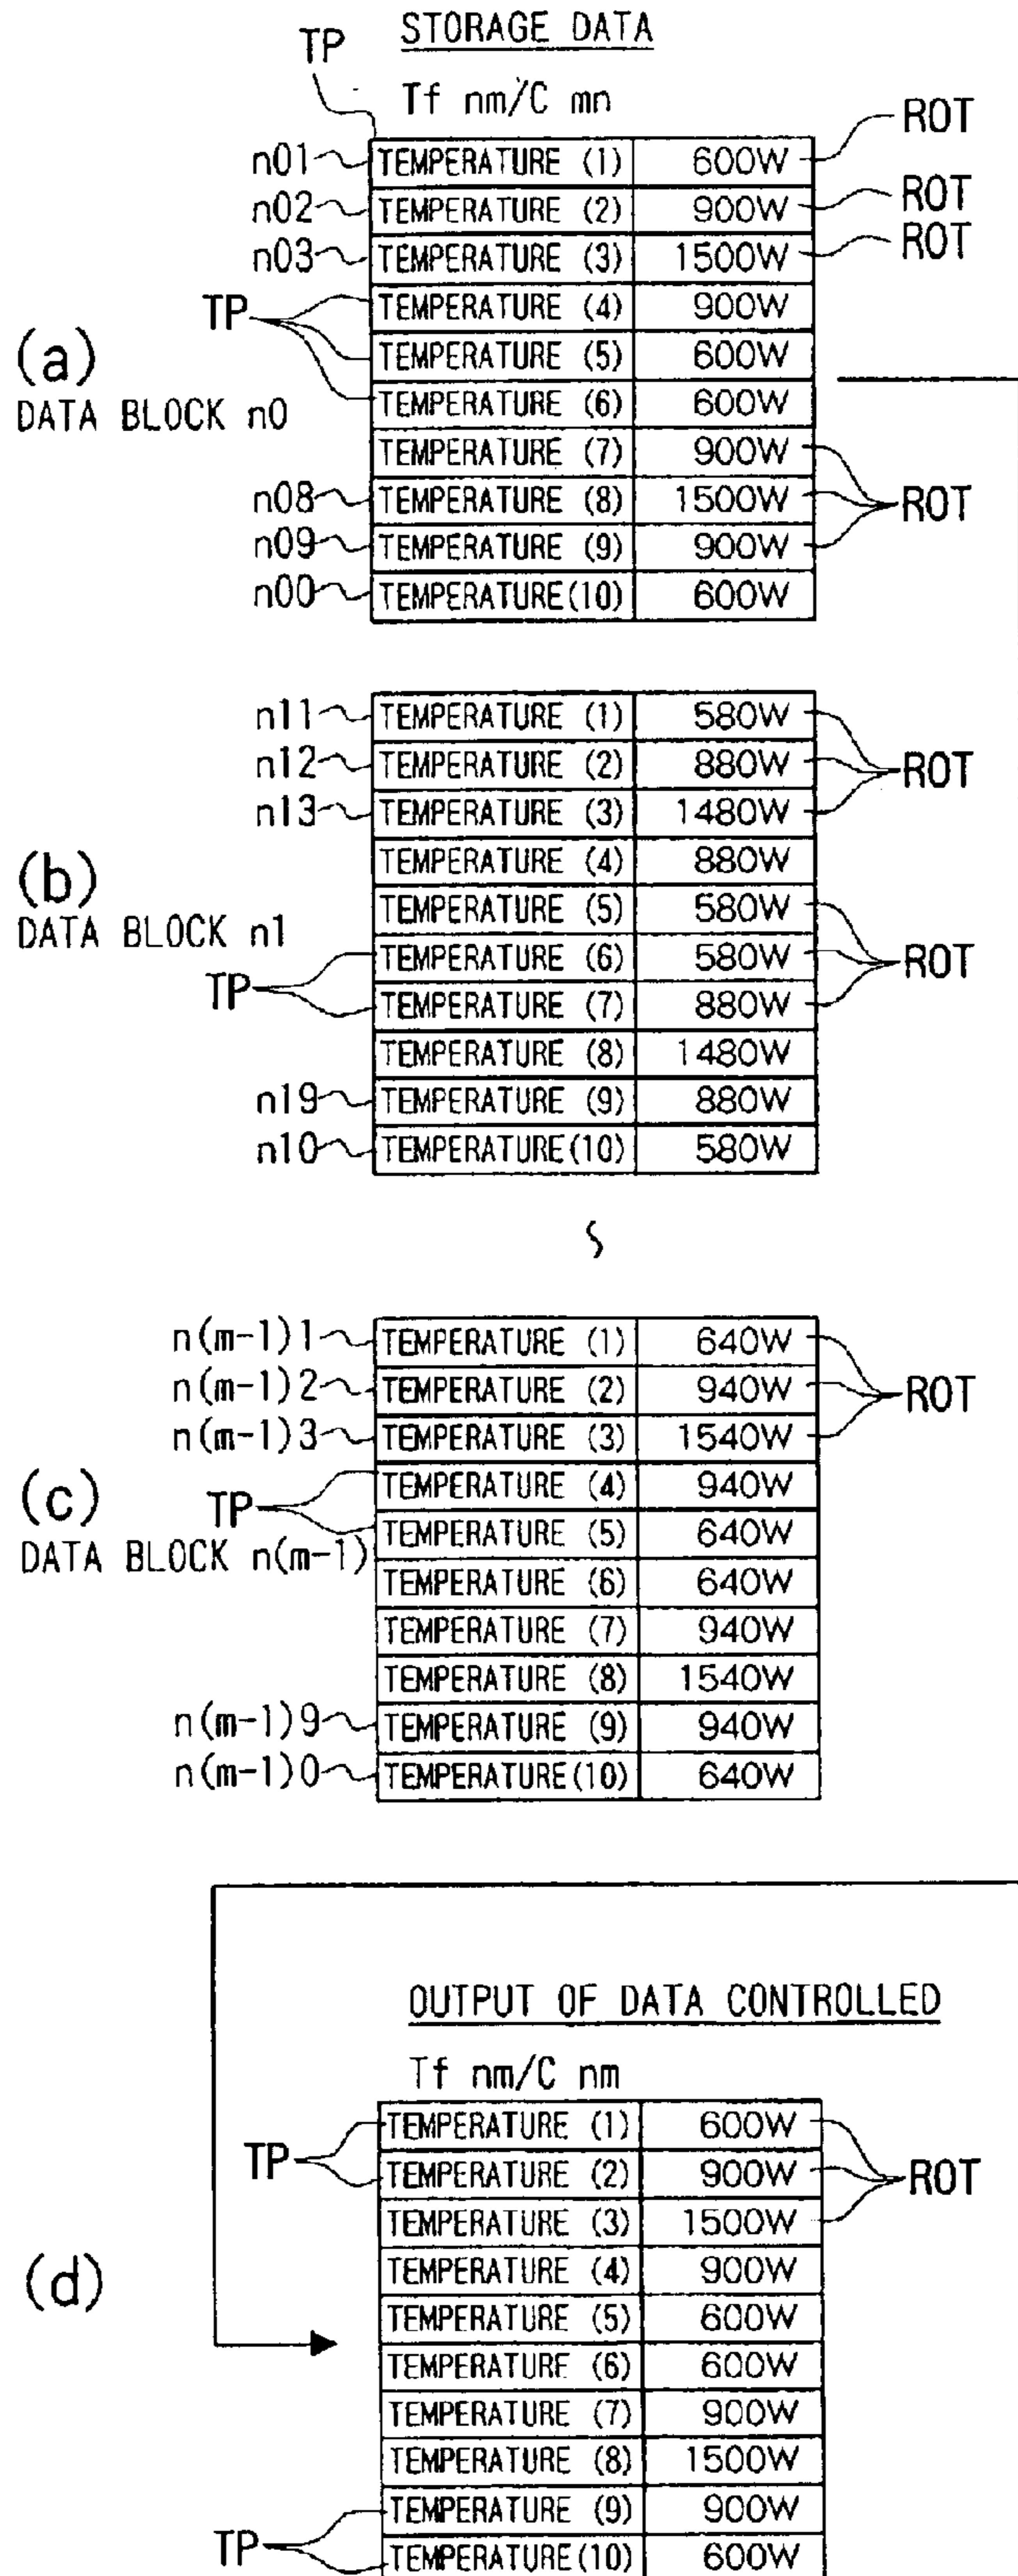 STORAGE DATA
TP
Tf nm/C mn
n01 TEMPERATURE (1) 600W ROT
n02 TEMPERATURE (2) 900W ROT
n03 TEMPERATURE (3) 1500W ROT
TP TEMPERATURE (4) 900W
(a) TEMPERATURE (5) 600W
DATA BLOCK n0 TEMPERATURE (6) 600W
TEMPERATURE (7) 900W
n08 TEMPERATURE (8) 1500W ROT
n09 TEMPERATURE (9) 900W
n00 TEMPERATURE(10) 600W
n11 TEMPERATURE (1) 580W
n12 TEMPERATURE (2) 880W ROT
n13 TEMPERATURE (3) 1480W
(b) TEMPERATURE (4) 880W
DATA BLOCK n1 TEMPERATURE (5) 580W
TEMPERATURE (6) 580W ROT
TP TEMPERATURE (7) 880W
TEMPERATURE (8) 1480W
n19 TEMPERATURE (9) 880W
n10 TEMPERATURE(10) 580W
n(m-1)1 TEMPERATURE (1) 640W
n(m-1)2 TEMPERATURE (2) 940W ROT
n(m-1)3 TEMPERATURE (3) 1540W
(c) TP TEMPERATURE (4) 940W
DATA BLOCK n(m-1) TEMPERATURE (5) 640W
TEMPERATURE (6) 640W
TEMPERATURE (7) 940W
TEMPERATURE (8) 1540W
n(m-1)9 TEMPERATURE (9) 940W
n(m-1)0 TEMPERATURE(10) 640W
OUTPUT OF DATA CONTROLLED
Tf nm/C nm
TEMPERATURE (1) 600W
TP TEMPERATURE (2) 900W ROT
TEMPERATURE (3) 1500W
(d) TEMPERATURE (4) 900W
TEMPERATURE (5) 600W
TEMPERATURE (6) 600W
TEMPERATURE (7) 900W
TEMPERATURE (8) 1500W
TEMPERATURE (9) 900W
TP TEMPERATURE(10) 600W